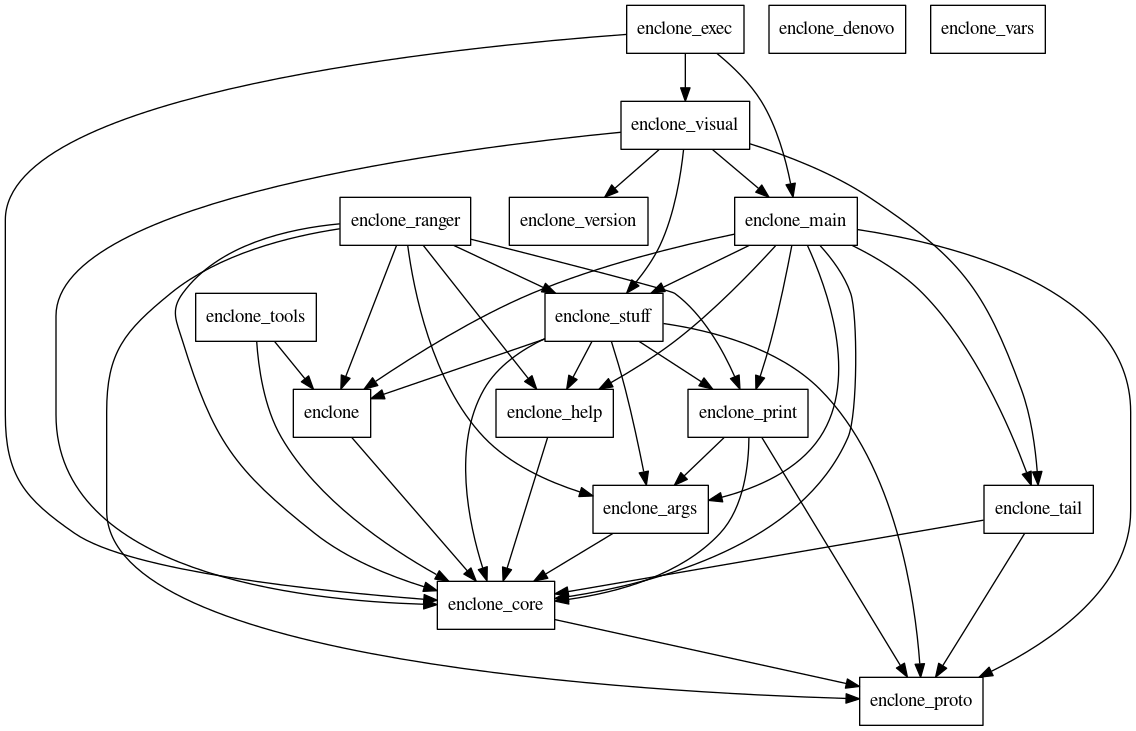 enclone_exec
enclone_denovo
enclone_vars
enclone_visual
enclone_ranger
enclone_version
enclone_main
enclone_tools
enclone_stuff
enclone
enclone_help
enclone_print
enclone_args
enclone_tail
enclone_core
enclone_proto